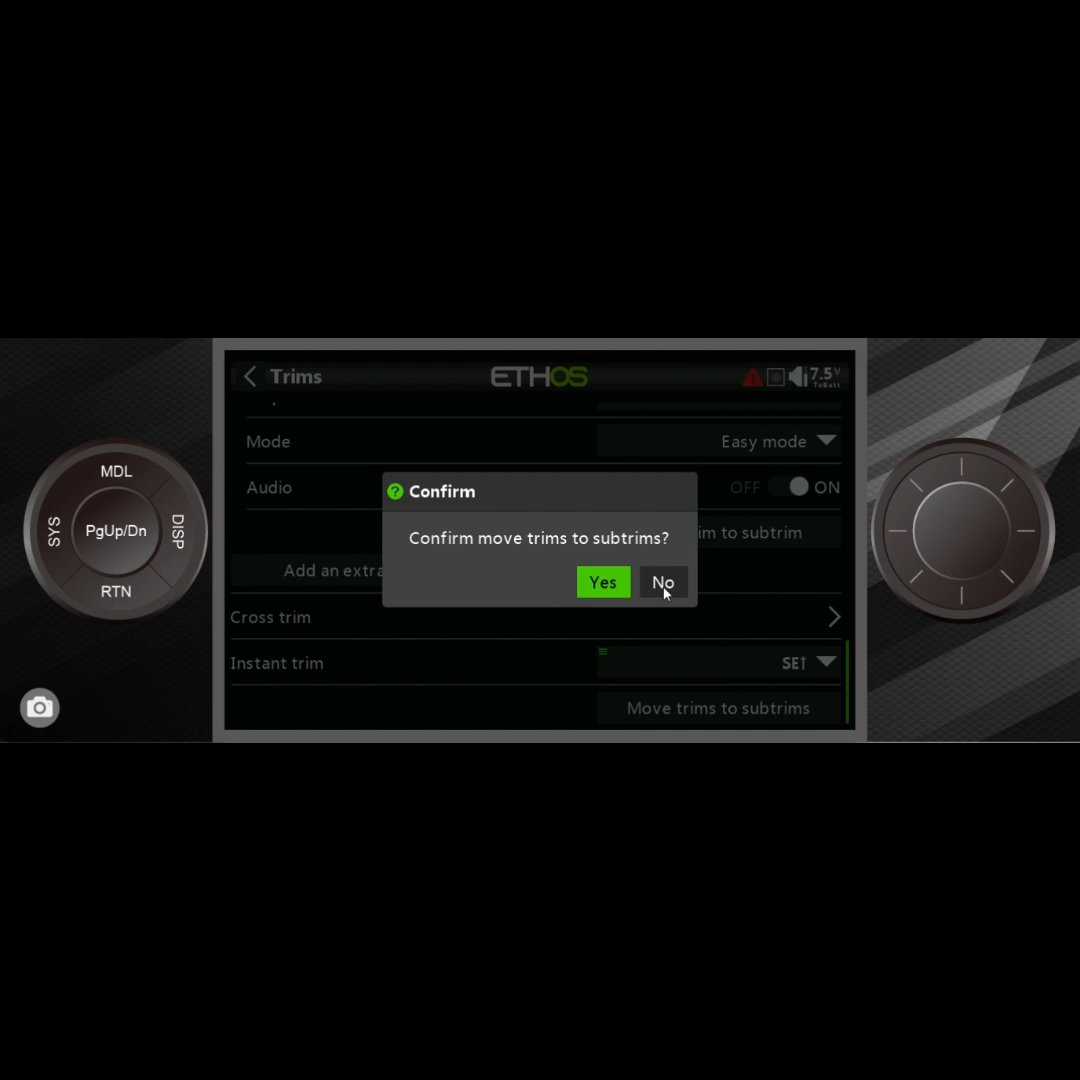 Trims
ETHOS
7.5V
TxBatt
Mode
Easy mode
Audio
OFF
ON
? Confirm
Confirm move trims to subtrims?
Yes
No
im to subtrim
Add an extra
Cross trim
Instant trim
SE↑
Move trims to subtrims
MDL
SYS
PgUp/Dn
DISP
RTN